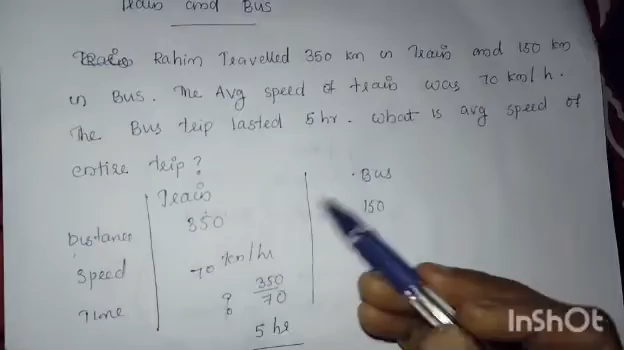 Train and Bus
Rahim Travelled 350 km in Train and 150 km
in Bus. The Avg speed of train was 70 km/h.
The Bus trip lasted 5 hr. what is avg speed of
entire trip?
Train
Bus
Distance 350 150
Speed 70 km/hr
Time ? 350/70
5 hr
InShOt